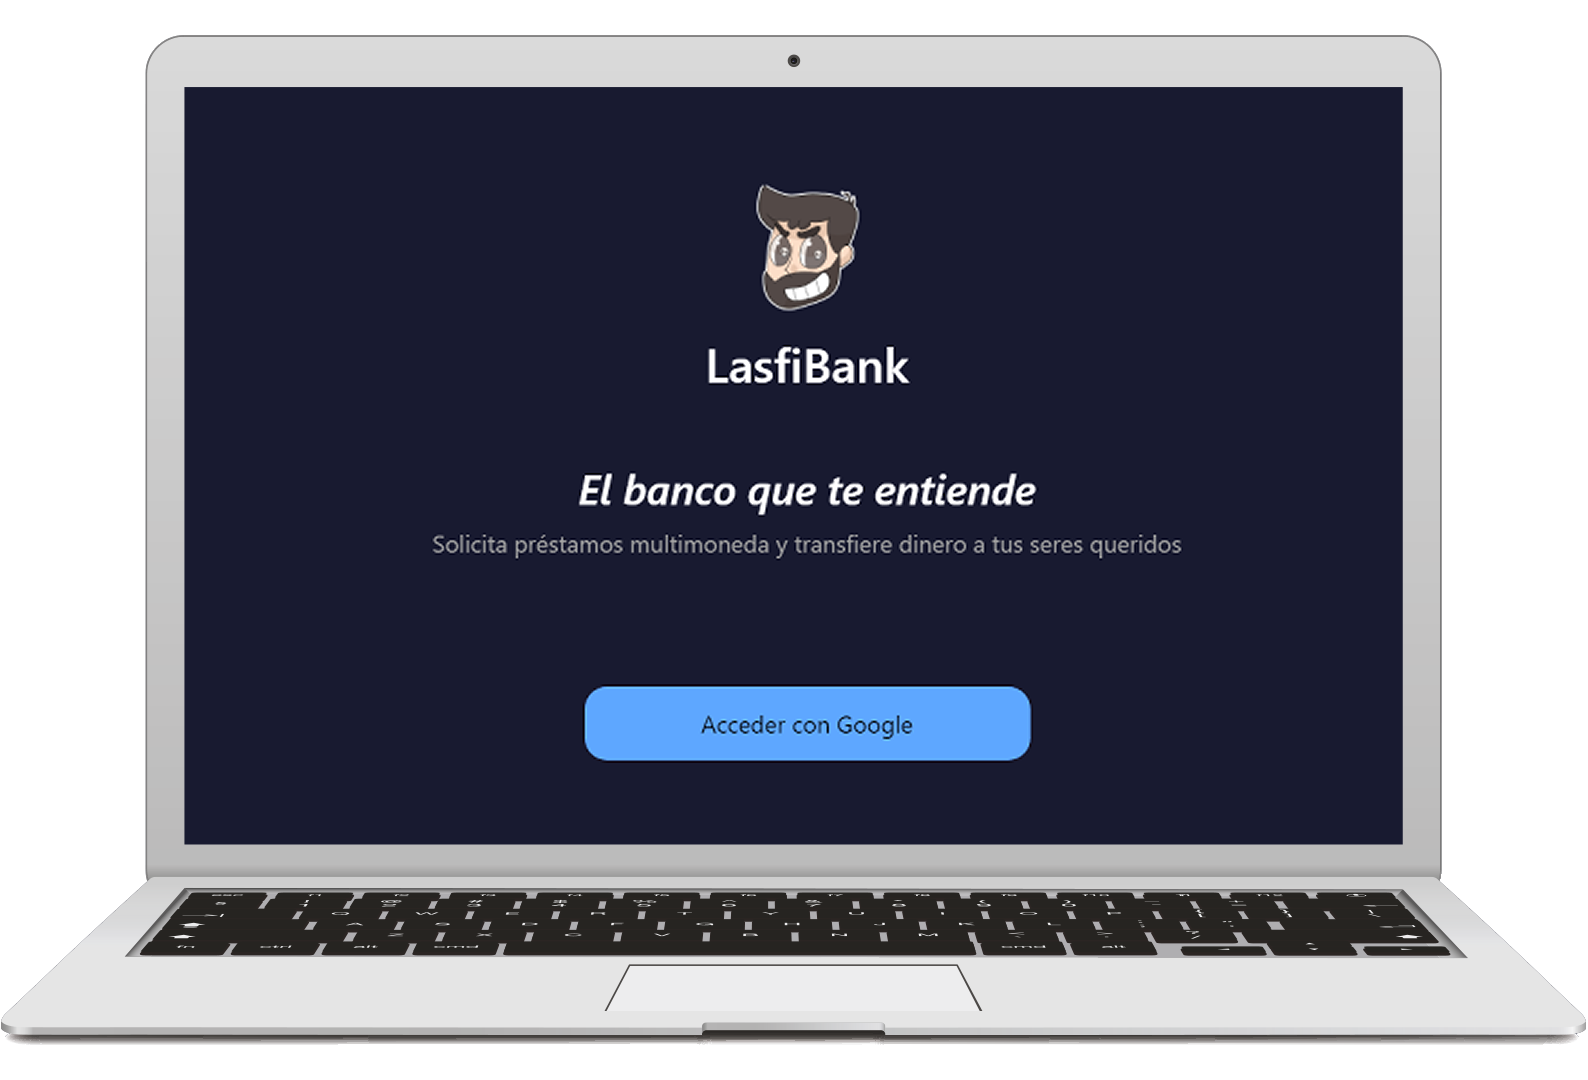 LasfiBank
El banco que te entiende
Solicita préstamos multimoneda y transfiere dinero a tus seres queridos
Acceder con Google